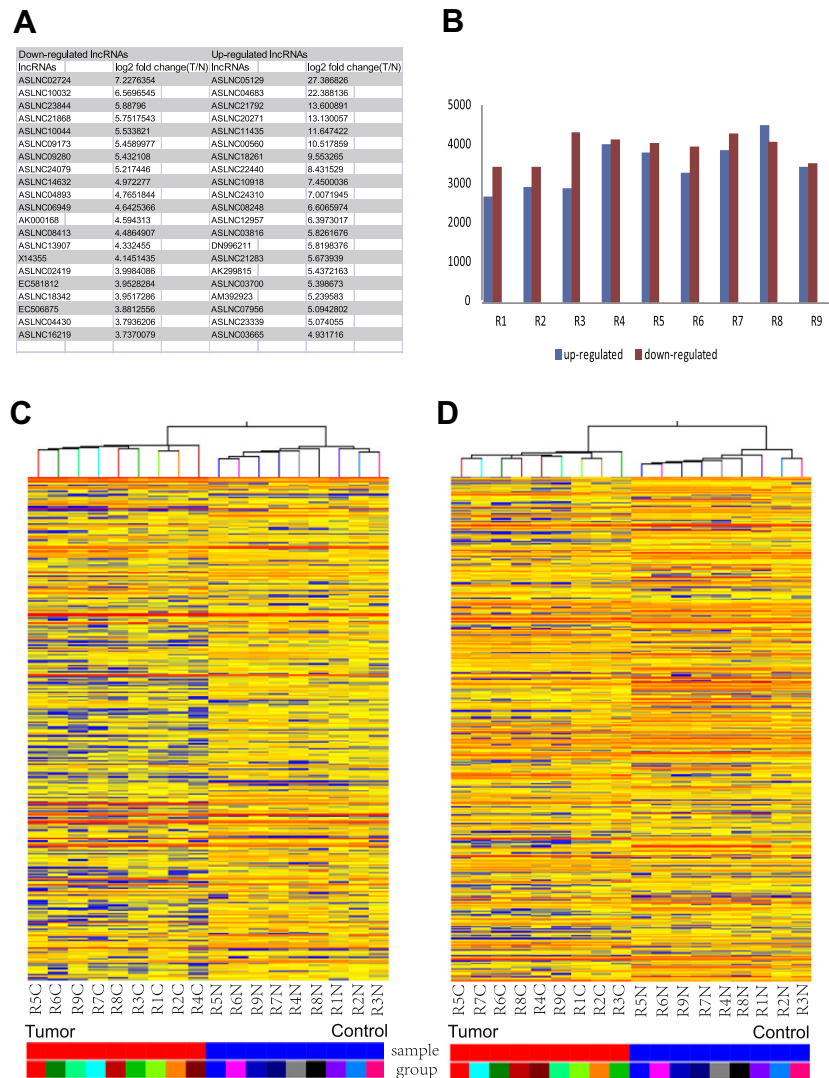 A
Down-regulated lncRNAs Up-regulated lncRNAs
lncRNAs log2 fold change(T/N) lncRNAs log2 fold change(T/N)
ASLNC02724 7.2276354 ASLNC05129 27.386826
ASLNC10032 6.5696545 ASLNC04683 22.388136
ASLNC23844 5.88796 ASLNC21792 13.600891
ASLNC21868 5.7517543 ASLNC20271 13.130057
ASLNC10044 5.533821 ASLNC11435 11.647422
ASLNC09173 5.4589977 ASLNC00560 10.517859
ASLNC09280 5.432108 ASLNC18261 9.553265
ASLNC24079 5.217446 ASLNC22440 8.431529
ASLNC14632 4.972277 ASLNC10918 7.4500036
ASLNC04893 4.7651844 ASLNC24310 7.0071945
ASLNC06949 4.6425366 ASLNC08248 6.6065974
AK000168 4.594313 ASLNC12957 6.3973017
ASLNC08413 4.4864907 ASLNC03816 5.8261676
ASLNC13907 4.332455 DN996211 5.8198376
X14355 4.1451435 ASLNC21283 5.673939
ASLNC02419 3.9984086 AK299815 5.4372163
EC581812 3.9528284 ASLNC03700 5.398673
ASLNC18342 3.9517286 AM392923 5.239583
EC506875 3.8812556 ASLNC07956 5.0942802
ASLNC04430 3.7936206 ASLNC23339 5.074055
ASLNC16219 3.7370079 ASLNC03665 4.931716
B
5000
4000
3000
2000
1000
0
R1 R2 R3 R4 R5 R6 R7 R8 R9
up-regulated down-regulated
C
R5C R6C R9C R7C R8C R3C R1C R2C R4C R5N R6N R9N R7N R4N R8N R1N R2N R3N
Tumor Control
D
R5C R7C R6C R8C R4C R9C R1C R2C R3C R5N R6N R9N R7N R4N R8N R1N R2N R3N
Tumor Control
sample
group